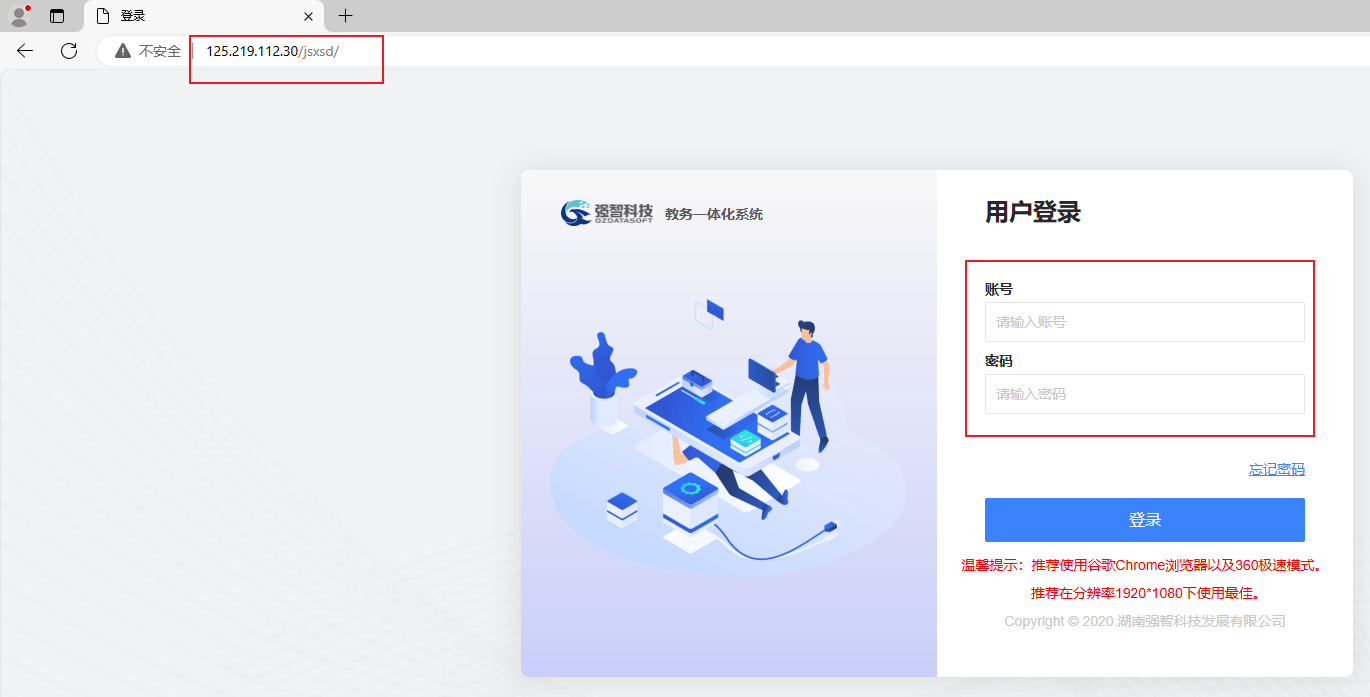 登录
不安全
125.219.112.30/jsxsd/
强智科技 教务一体化系统
QZDATASOFT
用户登录
账号
请输入账号
密码
请输入密码
忘记密码
登录
温馨提示：推荐使用谷歌Chrome浏览器以及360极速模式。
推荐在分辨率1920*1080下使用最佳。
Copyright © 2020.湖南强智科技发展有限公司